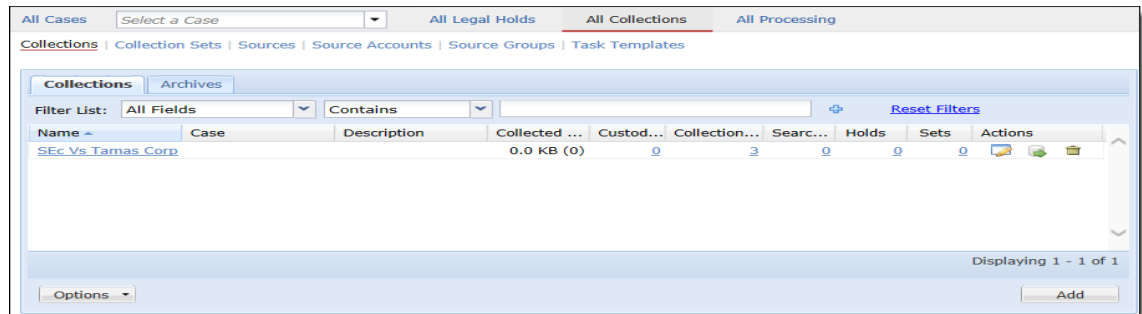 All Cases Select a Case All Legal Holds All Collections All Processing
Collections | Collection Sets | Sources | Source Accounts | Source Groups | Task Templates
Collections Archives
Filter List: All Fields Contains Reset Filters
Name Case Description Collected ... Custod... Collection... Searc... Holds Sets Actions
SEc Vs Tamas Corp 0.0 KB (0) 0 3 0 0 0
Displaying 1 - 1 of 1
Options Add